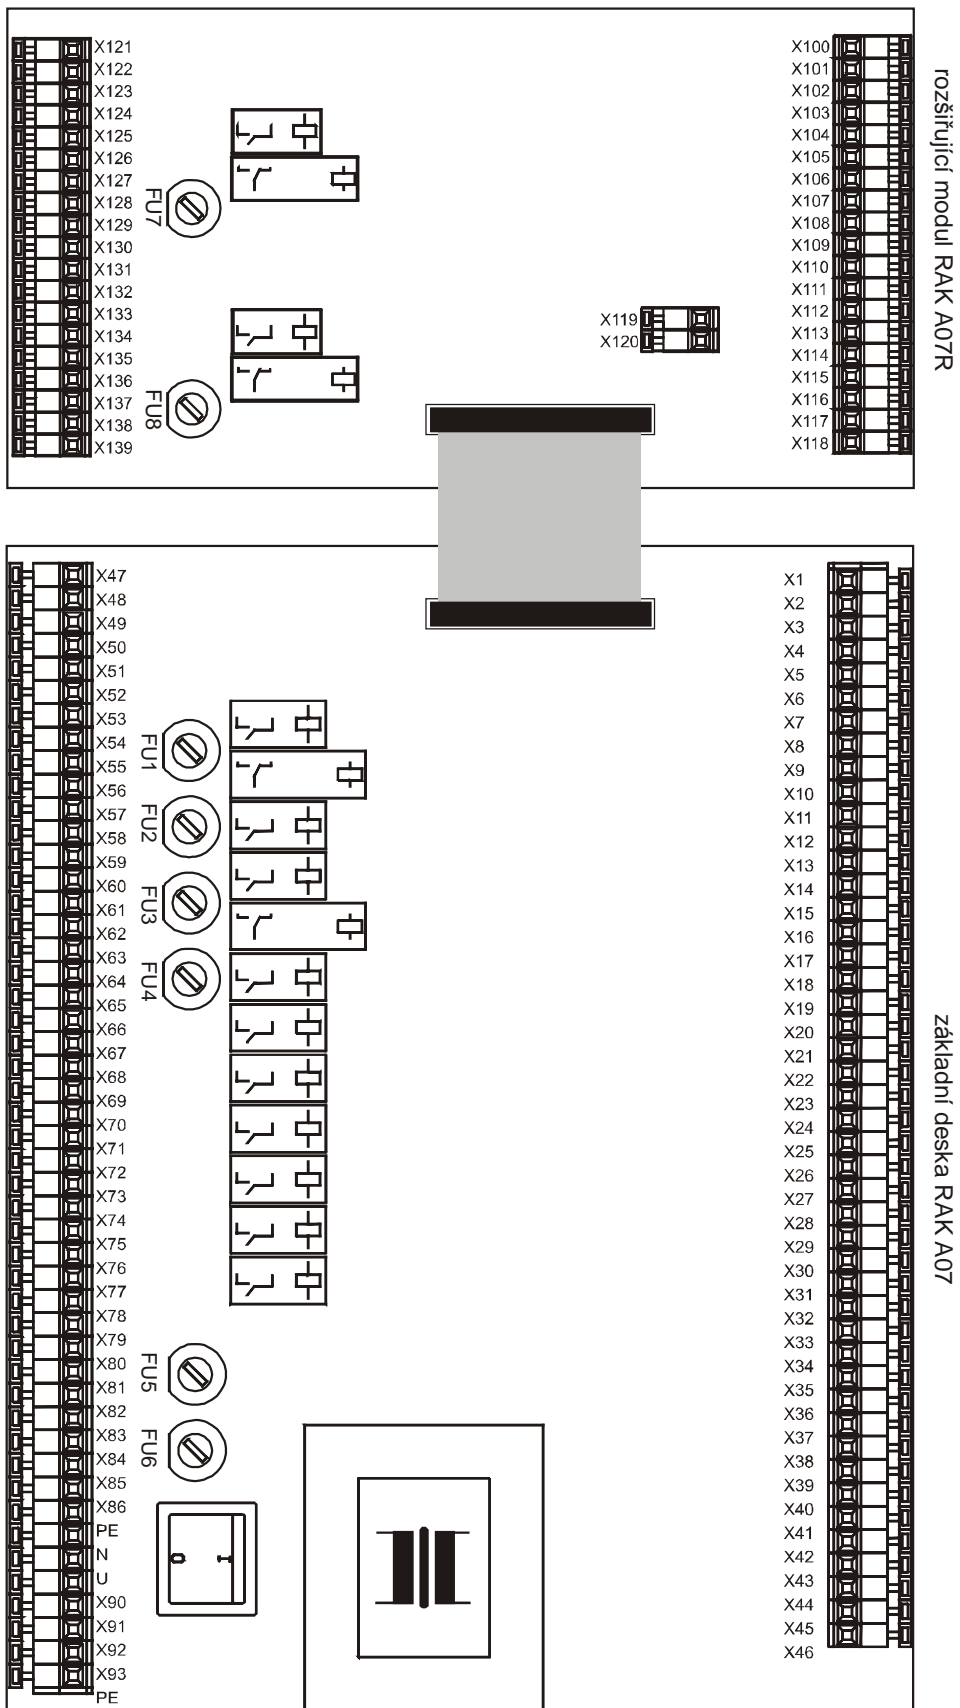 X121
X122
X123
X124
X125
X126
X127
X128
X129
X130
X131
X132
X133
X134
X135
X136
X137
X138
X139
FU7
FU8
X119
X120
X100
X101
X102
X103
X104
X105
X106
X107
X108
X109
X110
X111
X112
X113
X114
X115
X116
X117
X118
rozšiřující modul RAK A07R
X47
X48
X49
X50
X51
X52
X53
X54
X55
X56
X57
X58
X59
X60
X61
X62
X63
X64
X65
X66
X67
X68
X69
X70
X71
X72
X73
X74
X75
X76
X77
X78
X79
X80
X81
X82
X83
X84
X85
X86
PE
N
U
X90
X91
X92
X93
PE
FU1
FU2
FU3
FU4
FU5
FU6
O
I
X1
X2
X3
X4
X5
X6
X7
X8
X9
X10
X11
X12
X13
X14
X15
X16
X17
X18
X19
X20
X21
X22
X23
X24
X25
X26
X27
X28
X29
X30
X31
X32
X33
X34
X35
X36
X37
X38
X39
X40
X41
X42
X43
X44
X45
X46
základní deska RAK A07